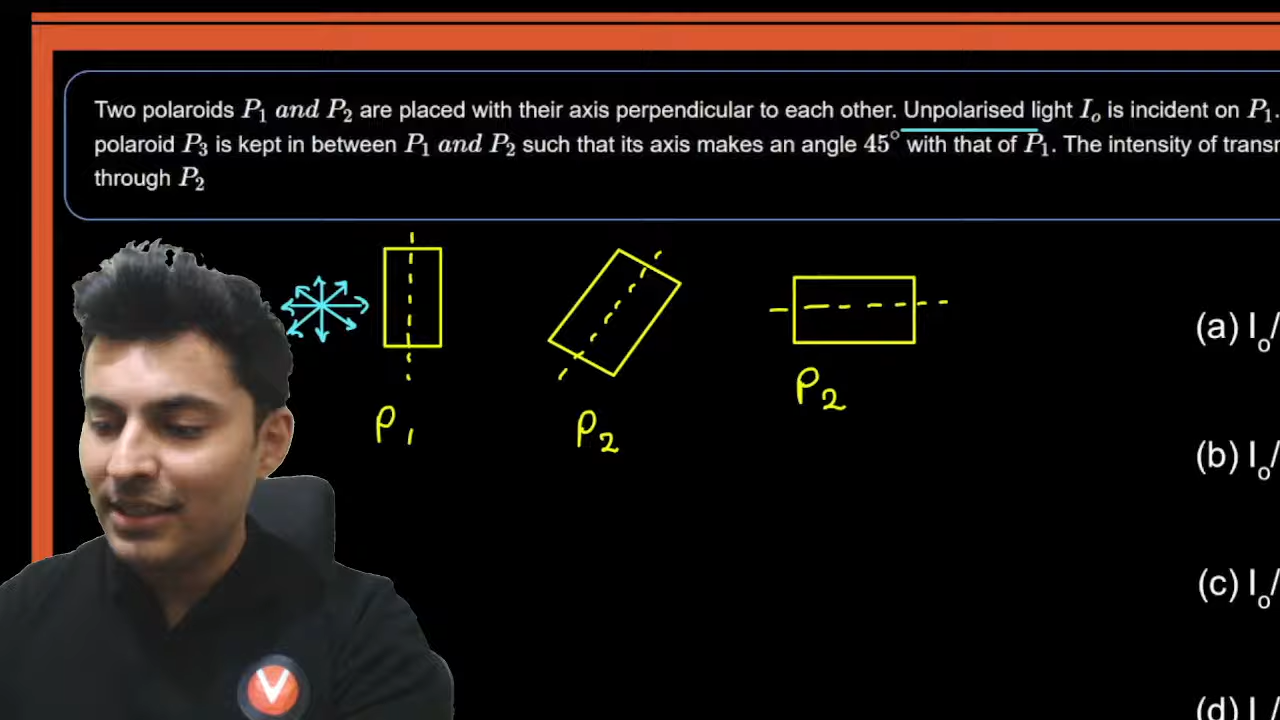 Two polaroids P₁ and P₂ are placed with their axis perpendicular to each other. Unpolarised light Iₒ is incident on P₁.
polaroid P₃ is kept in between P₁ and P₂ such that its axis makes an angle 45° with that of P₁. The intensity of
through P₂
(a) Iₒ/
P₂
P₁
P₂
(b) Iₒ/
(c) Iₒ/
(d) I /
V